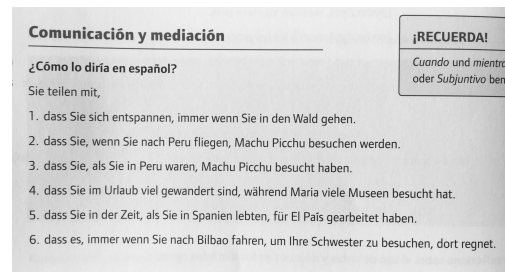 Comunicación y mediación
¡RECUERDA!
Cuando und
oder Subjuntivo
¿Cómo lo diría en español?
Sie teilen mit,
1. dass Sie sich entspannen, immer wenn Sie in den Wald gehen.
2. dass Sie, wenn Sie nach Peru fliegen, Machu Picchu besuchen werden.
3. dass Sie, als Sie in Peru waren, Machu Picchu besucht haben.
4. dass Sie im Urlaub viel gewandert sind, während Maria viele Museen besucht hat.
5. dass Sie in der Zeit, als Sie in Spanien lebten, für El País gearbeitet haben.
6. dass es, immer wenn Sie nach Bilbao fahren, um Ihre Schwester zu besuchen, dort regnet.